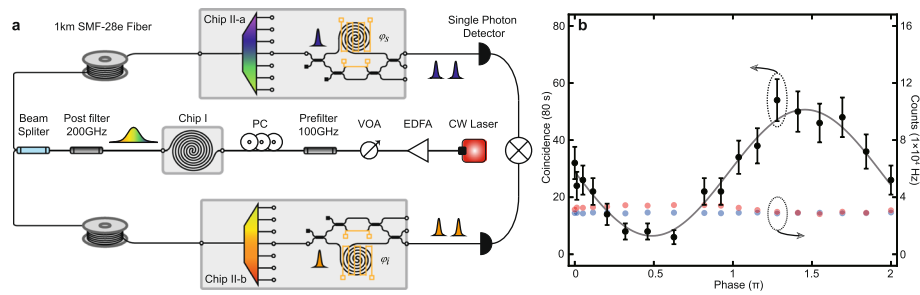 a
1km SMF-28e Fiber
Chip II-a
φs
Single Photon
Detector
Beam
Spliter
Post filter
200GHz
Chip I
PC
Prefilter
100GHz
VOA
EDFA
CW Laser
Chip II-b
φi
b
Coincidence (80 s)
80
60
40
20
0
16
12
8
4
0
Counts (1×10⁴ Hz)
0
0.5
1
1.5
2
Phase (π)